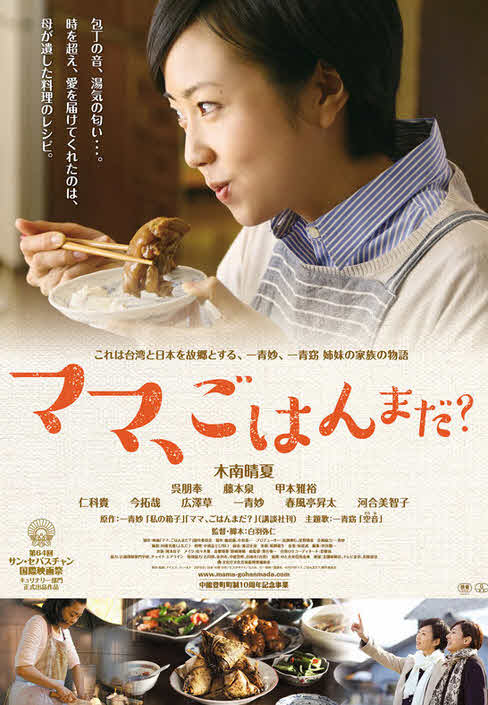 包丁の音、湯気の匂い・・・。
時を超え、愛を届けてくれたのは、
母が遺した料理のレシピ。
これは台湾と日本を故郷とする、一青妙、一青窈 姉妹の家族の物語
ママ、ごはんまだ?
木南晴夏
呉朋奉 藤本泉 甲本雅裕
仁科貴 今拓哉 広澤草 一青妙 春風亭昇太 河合美智子
原作:一青妙「私の箱子」「ママ、ごはんまだ?」(講談社刊) 主題歌:一青窈「空音」
監督・脚本:白羽弥仁
www.mama-gohanmada.com
中能登町町制10周年記念事業
第64回
サン・セバスチャン
国際映画祭
キュリナリー部門
正式出品作品